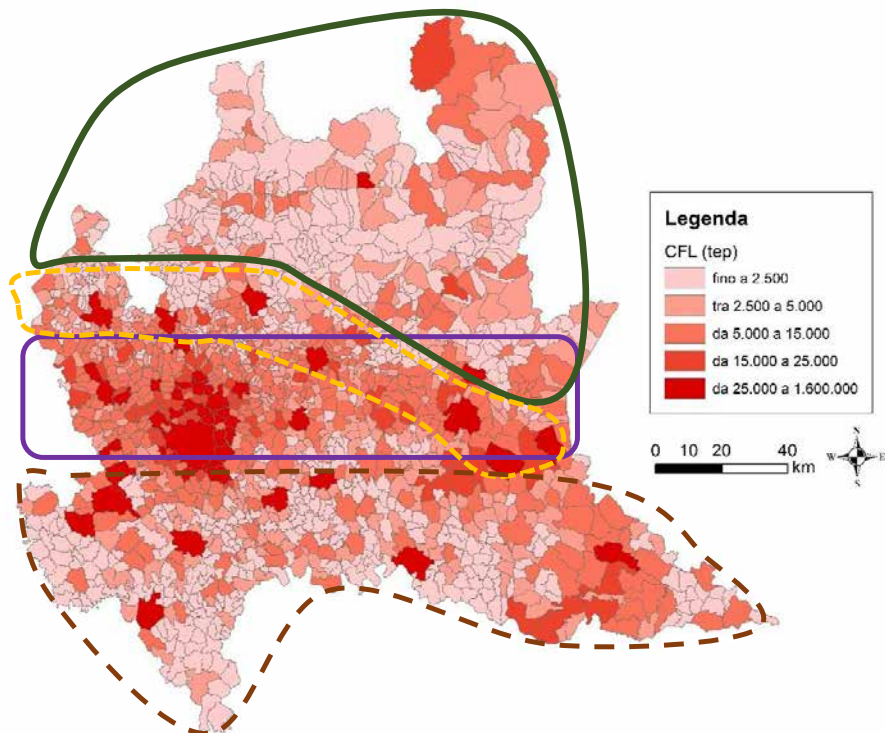 Legenda
CFL (tep)
fino a 2.500
tra 2.500 a 5.000
da 5.000 a 15.000
da 15.000 a 25.000
da 25.000 a 1.600.000
0 10 20 40
km
N
W E
S